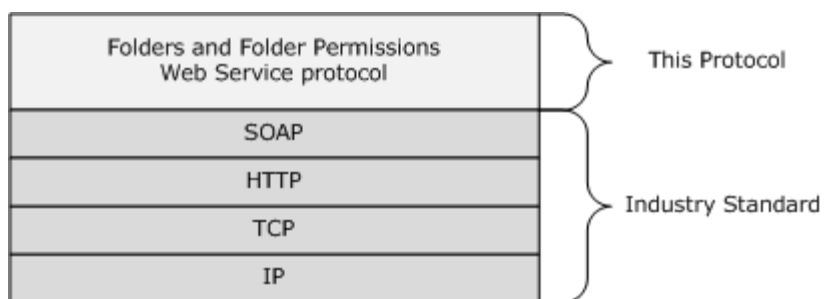 Folders and Folder Permissions
Web Service protocol
This Protocol
SOAP
HTTP
Industry Standard
TCP
IP